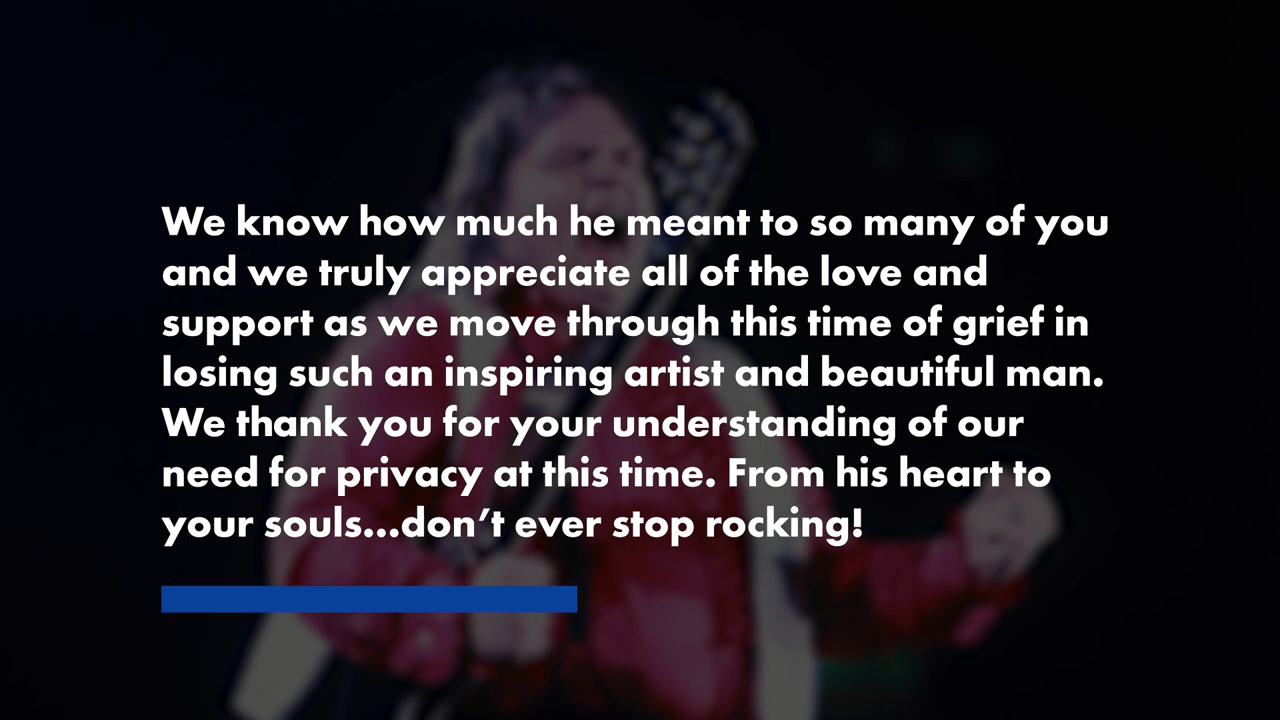 We know how much he meant to so many of you
and we truly appreciate all of the love and
support as we move through this time of grief in
losing such an inspiring artist and beautiful man.
We thank you for your understanding of our
need for privacy at this time. From his heart to
your souls...don’t ever stop rocking!